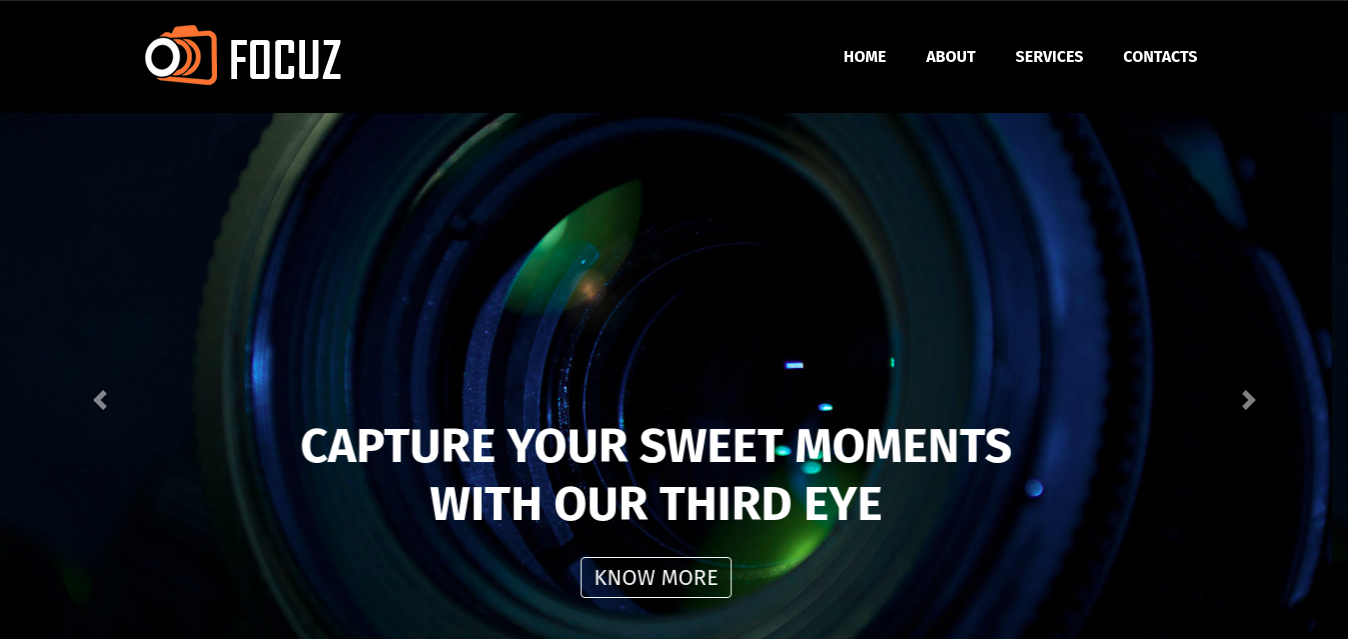 FOCUZ
HOME ABOUT SERVICES CONTACTS
CAPTURE YOUR SWEET MOMENTS
WITH OUR THIRD EYE
KNOW MORE